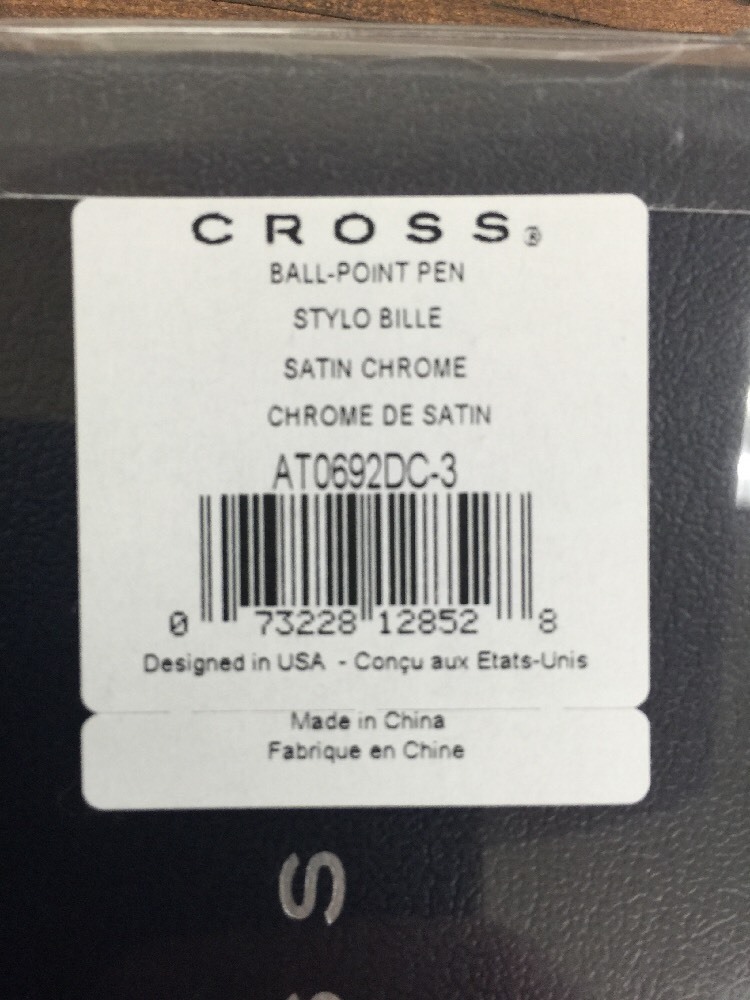 CROSS®
BALL-POINT PEN
STYLO BILLE
SATIN CHROME
CHROME DE SATIN
AT0692DC-3
0 73228 12852 8
Designed in USA - Conçu aux Etats-Unis
Made in China
Fabrique en Chine
S